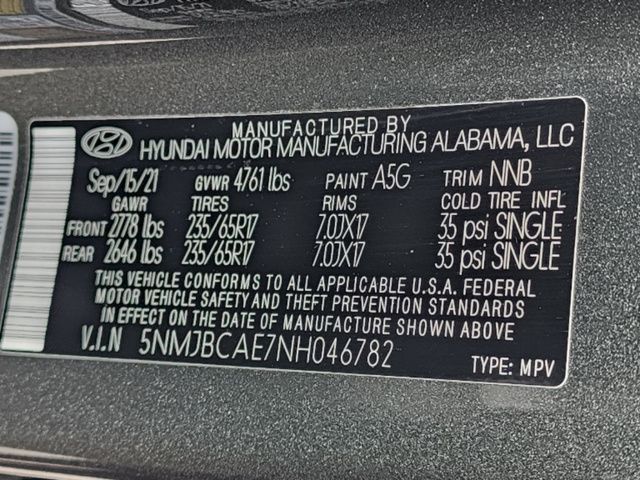 MANUFACTURED BY
HYUNDAI MOTOR MANUFACTURING ALABAMA, LLC
Sep/15/21 GVWR 4761 lbs PAINT A5G TRIM NNB
GAWR TIRES RIMS COLD TIRE INFL
FRONT 2778 lbs 235/65R17 7.0JX17 35 psi SINGLE
REAR 2646 lbs 235/65R17 7.0JX17 35 psi SINGLE
THIS VEHICLE CONFORMS TO ALL APPLICABLE U.S.A. FEDERAL
MOTOR VEHICLE SAFETY AND THEFT PREVENTION STANDARDS
IN EFFECT ON THE DATE OF MANUFACTURE SHOWN ABOVE.
V.I.N 5NMJBCAE7NH046782
TYPE: MPV